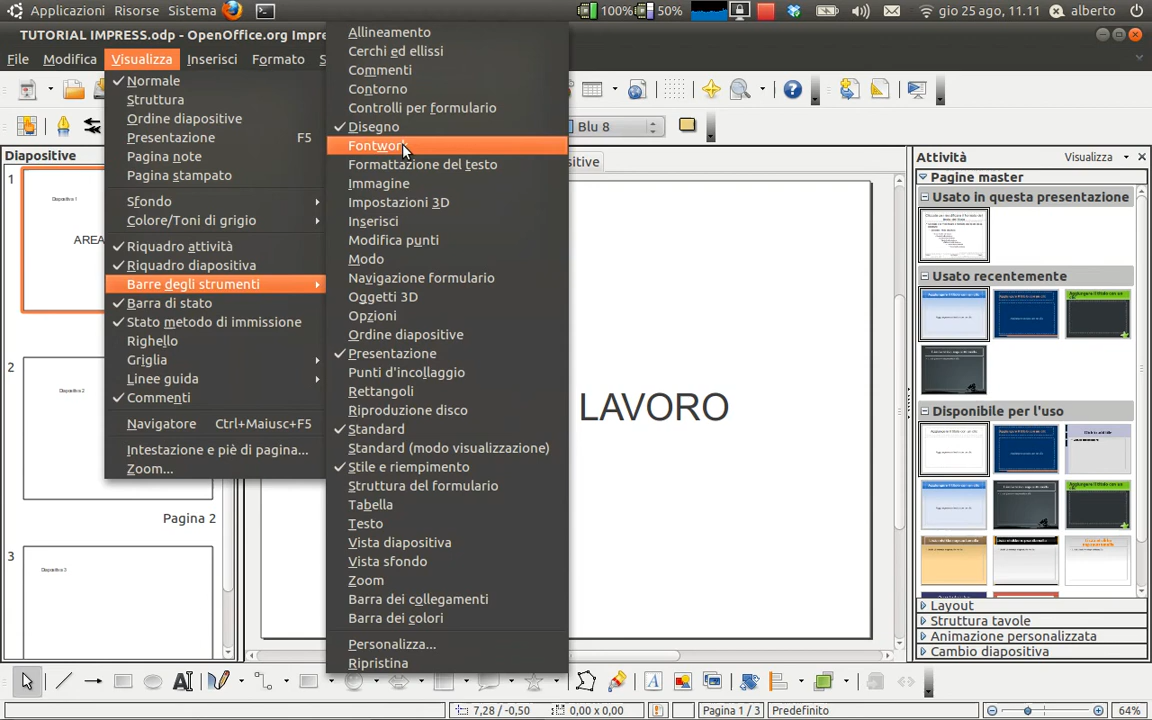 Applicazioni Risorse Sistema 100% 50% gio 25 ago, 11.11 alberto
TUTORIAL IMPRESS.odp - OpenOffice.org Impre
File Modifica Visualizza Inserisci Formato S
Normale
Struttura
Ordine diapositive
Presentazione F5
Pagina note
Pagina stampato
Sfondo
Colore/Toni di grigio
Riquadro attività
Riquadro diapositiva
Barre degli strumenti
Barra di stato
Stato metodo di immissione
Righello
Griglia
Linee guida
Commenti
Navigatore Ctrl+Maiusc+F5
Intestazione e piè di pagina...
Zoom...
Allineamento
Cerchi ed ellissi
Commenti
Contorno
Controlli per formulario
Disegno
Fontwork
Formattazione del testo
Immagine
Impostazioni 3D
Inserisci
Modifica punti
Modo
Navigazione formulario
Oggetti 3D
Opzioni
Ordine diapositive
Presentazione
Punti d'incollaggio
Rettangoli
Riproduzione disco
Standard
Standard (modo visualizzazione)
Stile e riempimento
Struttura del formulario
Tabella
Testo
Vista diapositiva
Vista sfondo
Zoom
Barra dei collegamenti
Barra dei colori
Personalizza...
Ripristina
Blu 8
sitive
Diapositive
1
Diapositiva 1
AREA
2
Diapositiva 2
Pagina 2
3
Diapositiva 3
LAVORO
Attività Visualizza
Pagine master
Usato in questa presentazione
Usato recentemente
Disponibile per l'uso
Layout
Struttura tavole
Animazione personalizzata
Cambio diapositiva
7,28 / -0,50 0,00 x 0,00 Pagina 1 / 3 Predefinito 64%